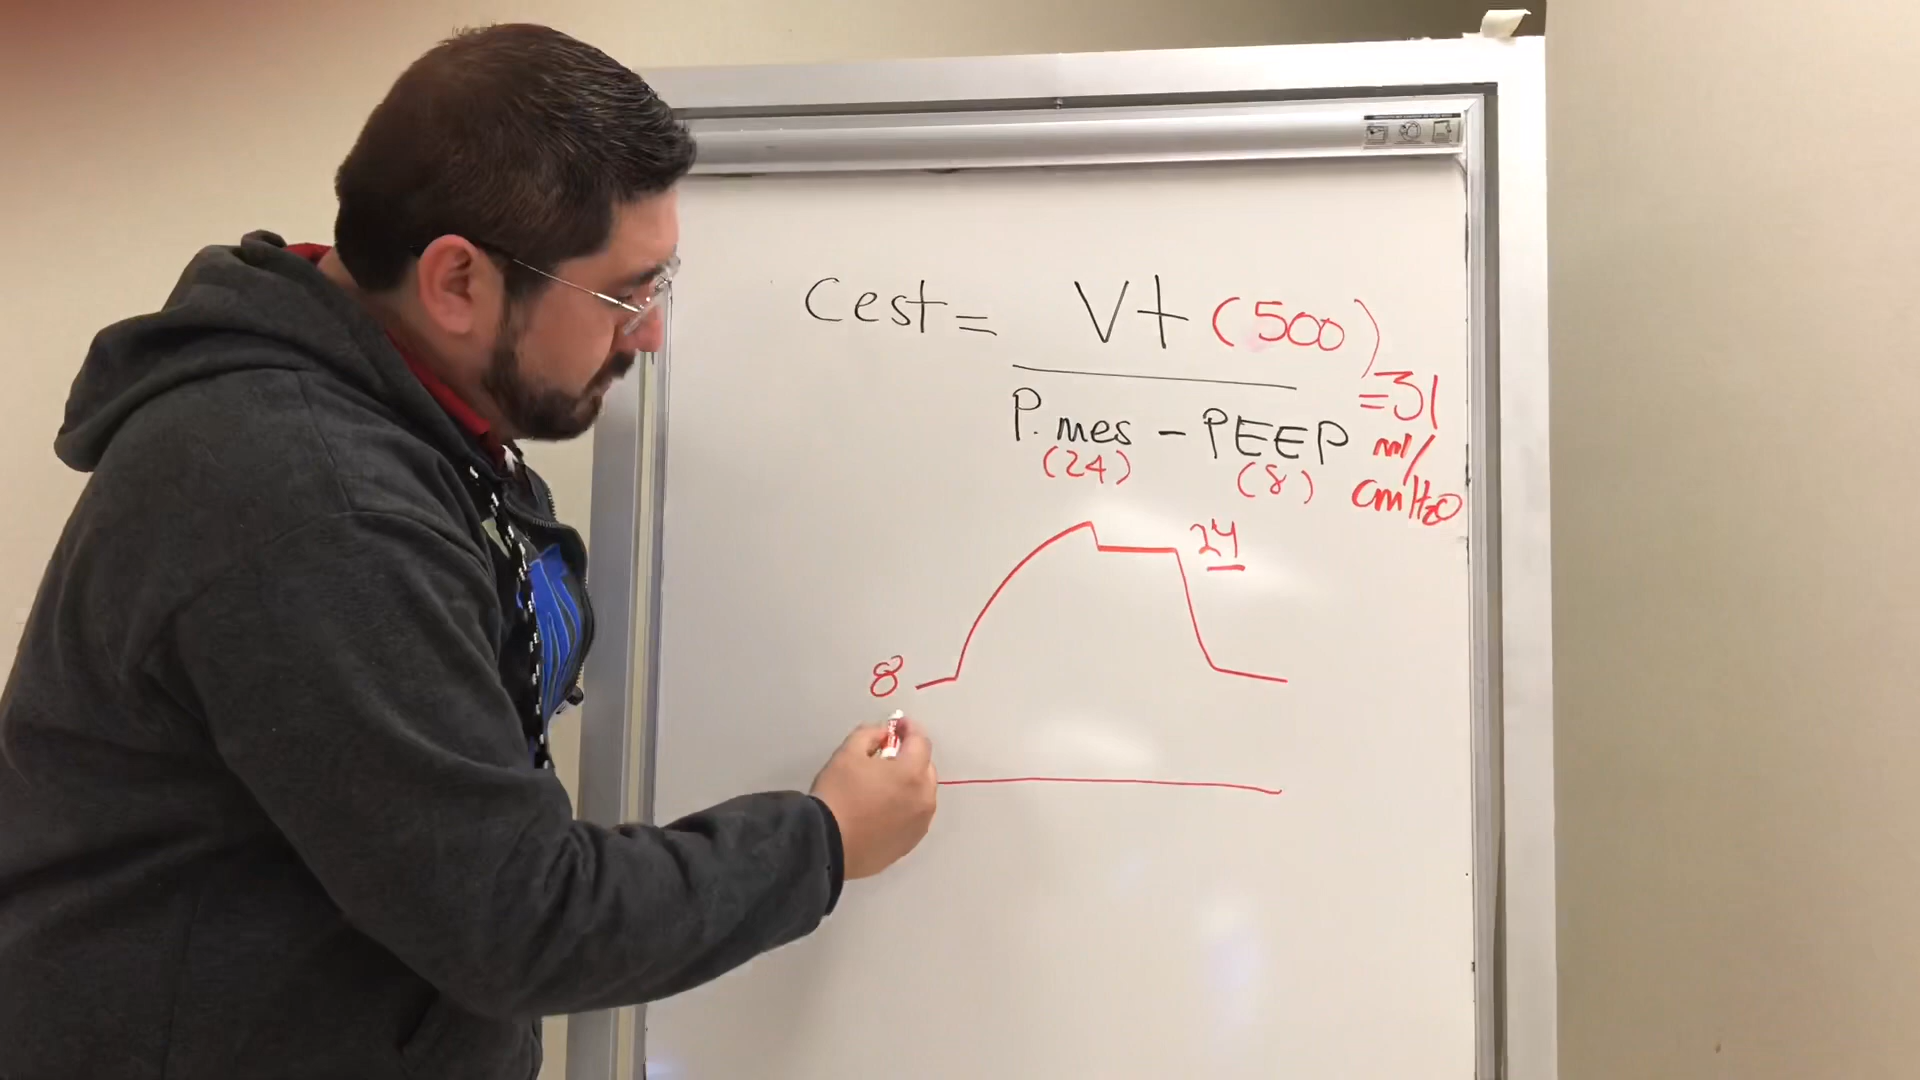 Cest = Vt (500)
P. mes - PEEP
(24) (8)
= 31
ml/
cmH2O
24
8